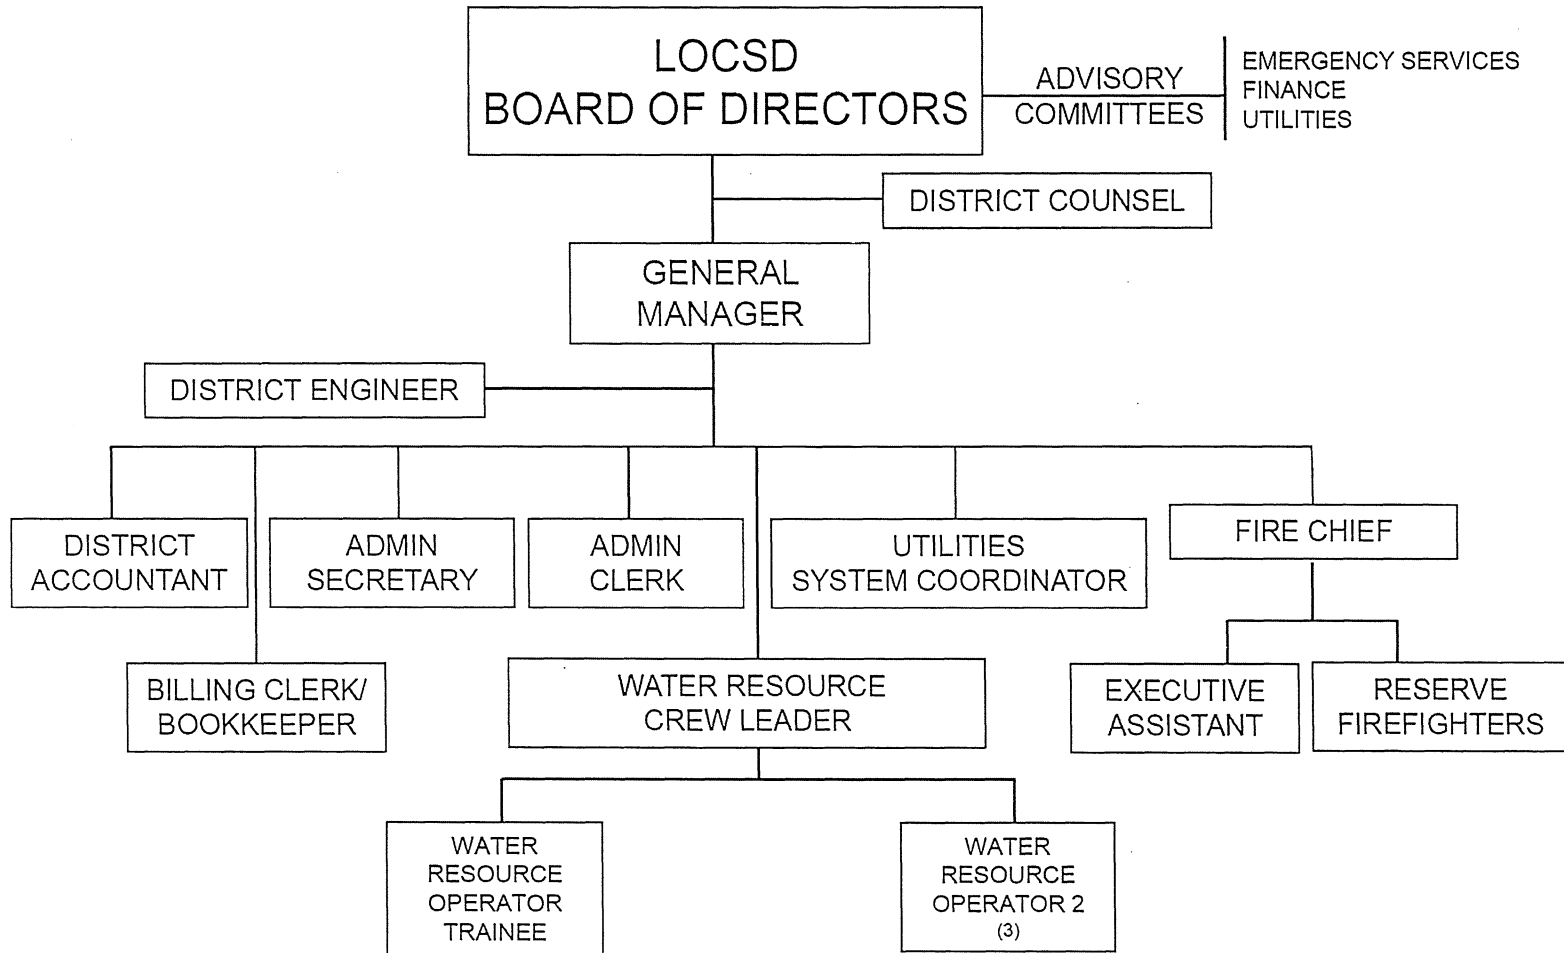 LOCSD
BOARD OF DIRECTORS
ADVISORY
COMMITTEES
EMERGENCY SERVICES
FINANCE
UTILITIES
DISTRICT COUNSEL
GENERAL
MANAGER
DISTRICT ENGINEER
DISTRICT
ACCOUNTANT
ADMIN
SECRETARY
ADMIN
CLERK
UTILITIES
SYSTEM COORDINATOR
FIRE CHIEF
BILLING CLERK/
BOOKKEEPER
WATER RESOURCE
CREW LEADER
EXECUTIVE
ASSISTANT
RESERVE
FIREFIGHTERS
WATER
RESOURCE
OPERATOR
TRAINEE
WATER
RESOURCE
OPERATOR 2
(3)